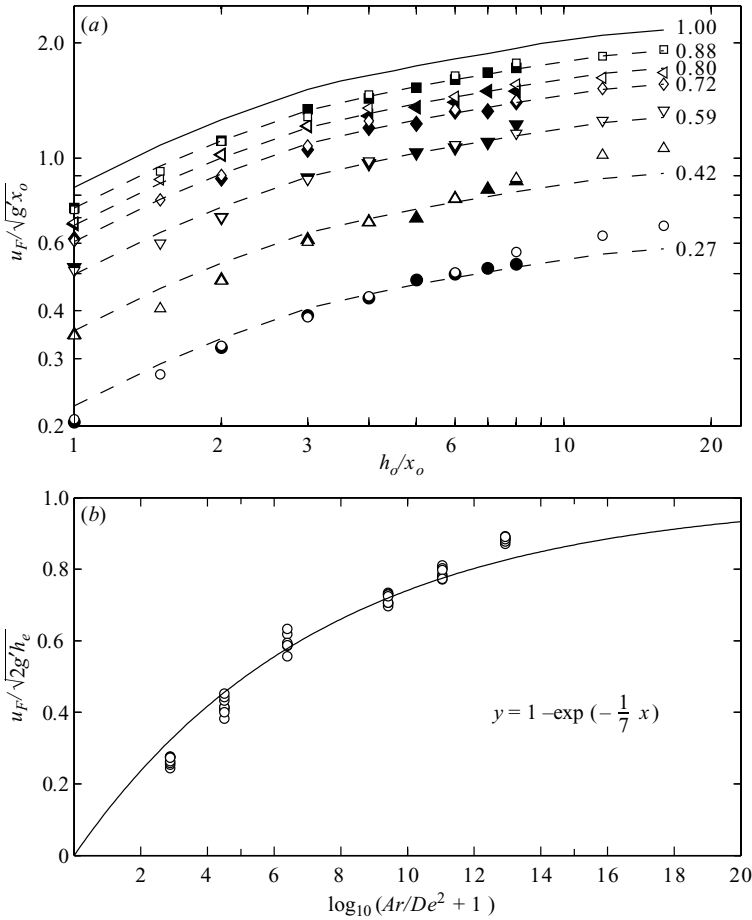 (a)
2.0
1.0
0.6
0.4
0.3
0.2
1.00
0.88
0.80
0.72
0.59
0.42
0.27
u_F/√g′x_o
1 2 3 6 10 20
h_o/x_o
(b)
1.0
0.8
0.6
0.4
0.2
0
u_F/√2g′h_e
y = 1 –exp (– 1/7 x)
2 4 6 8 10 12 14 16 18 20
log₁₀ (Ar/De² + 1 )